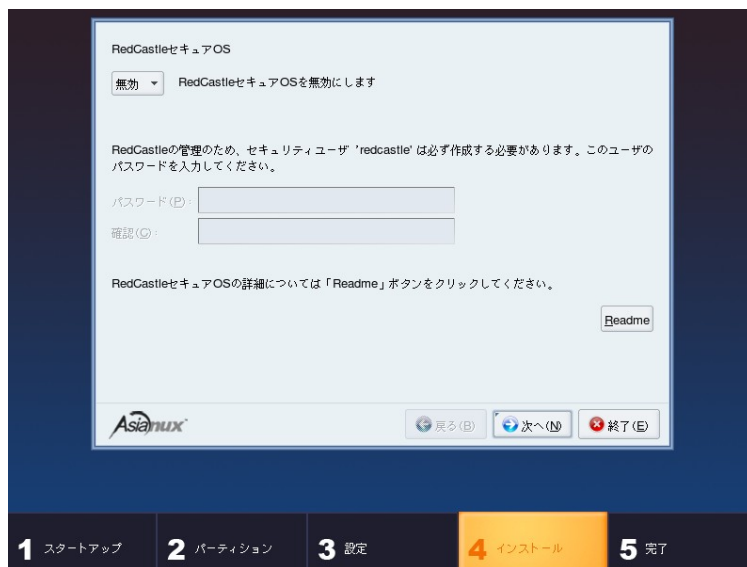 RedCastleセキュアOS
無効 RedCastleセキュアOSを無効にします
RedCastleの管理のため、セキュリティユーザ 'redcastle' は必ず作成する必要があります。このユーザの
パスワードを入力してください。
パスワード(P):
確認(C):
RedCastleセキュアOSの詳細については「Readme」ボタンをクリックしてください。
Readme
Asianux
戻る(B) 次へ(N) 終了(E)
1 スタートアップ 2 パーティション 3 設定 4 インストール 5 完了